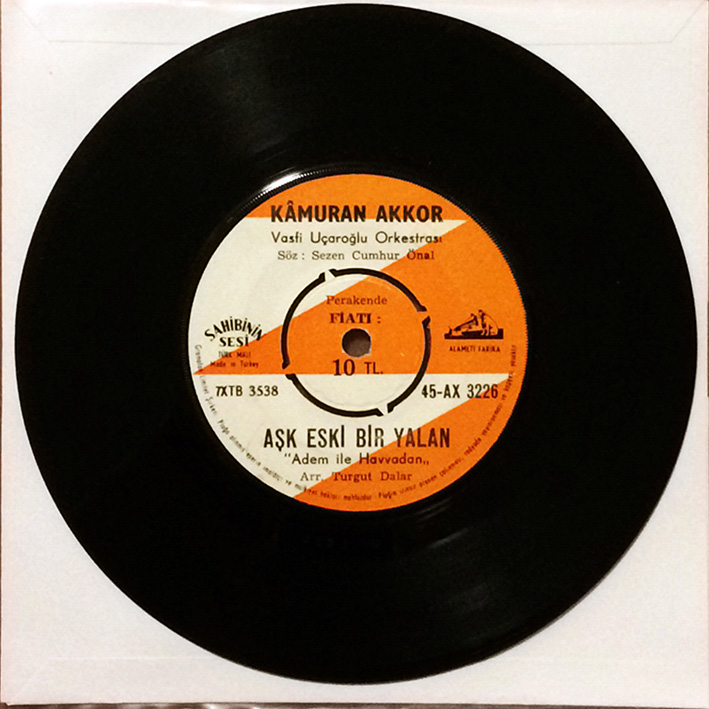 KÂMURAN AKKOR
Vasfi Uçaroğlu Orkestrası
Söz : Sezen Cumhur Önal
Perakende
FİATI :
10 TL.
SAHİBİNİN
SESİ
TÜRK MALI
Made in Turkey
ALAMETİ FARİKA
7XTB 3538
45-AX 3226
AŞK ESKİ BİR YALAN
"Adem ile Havvadan„
Arr. Turgut Dalar